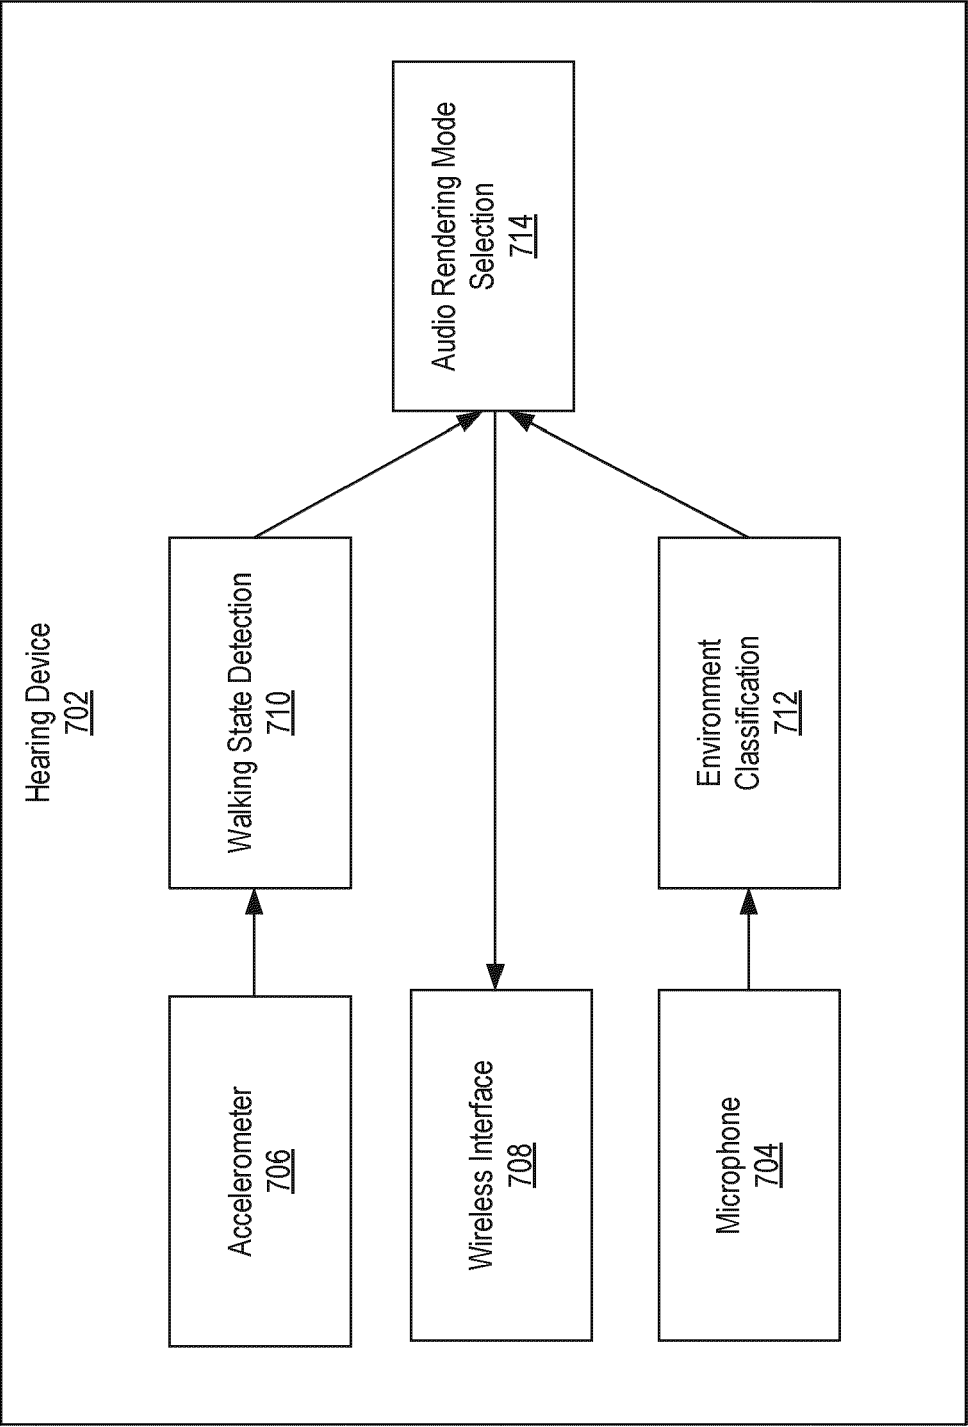 Hearing Device
702
Accelerometer
706
Walking State Detection
710
Wireless Interface
708
Audio Rendering Mode
Selection
714
Microphone
704
Environment
Classification
712